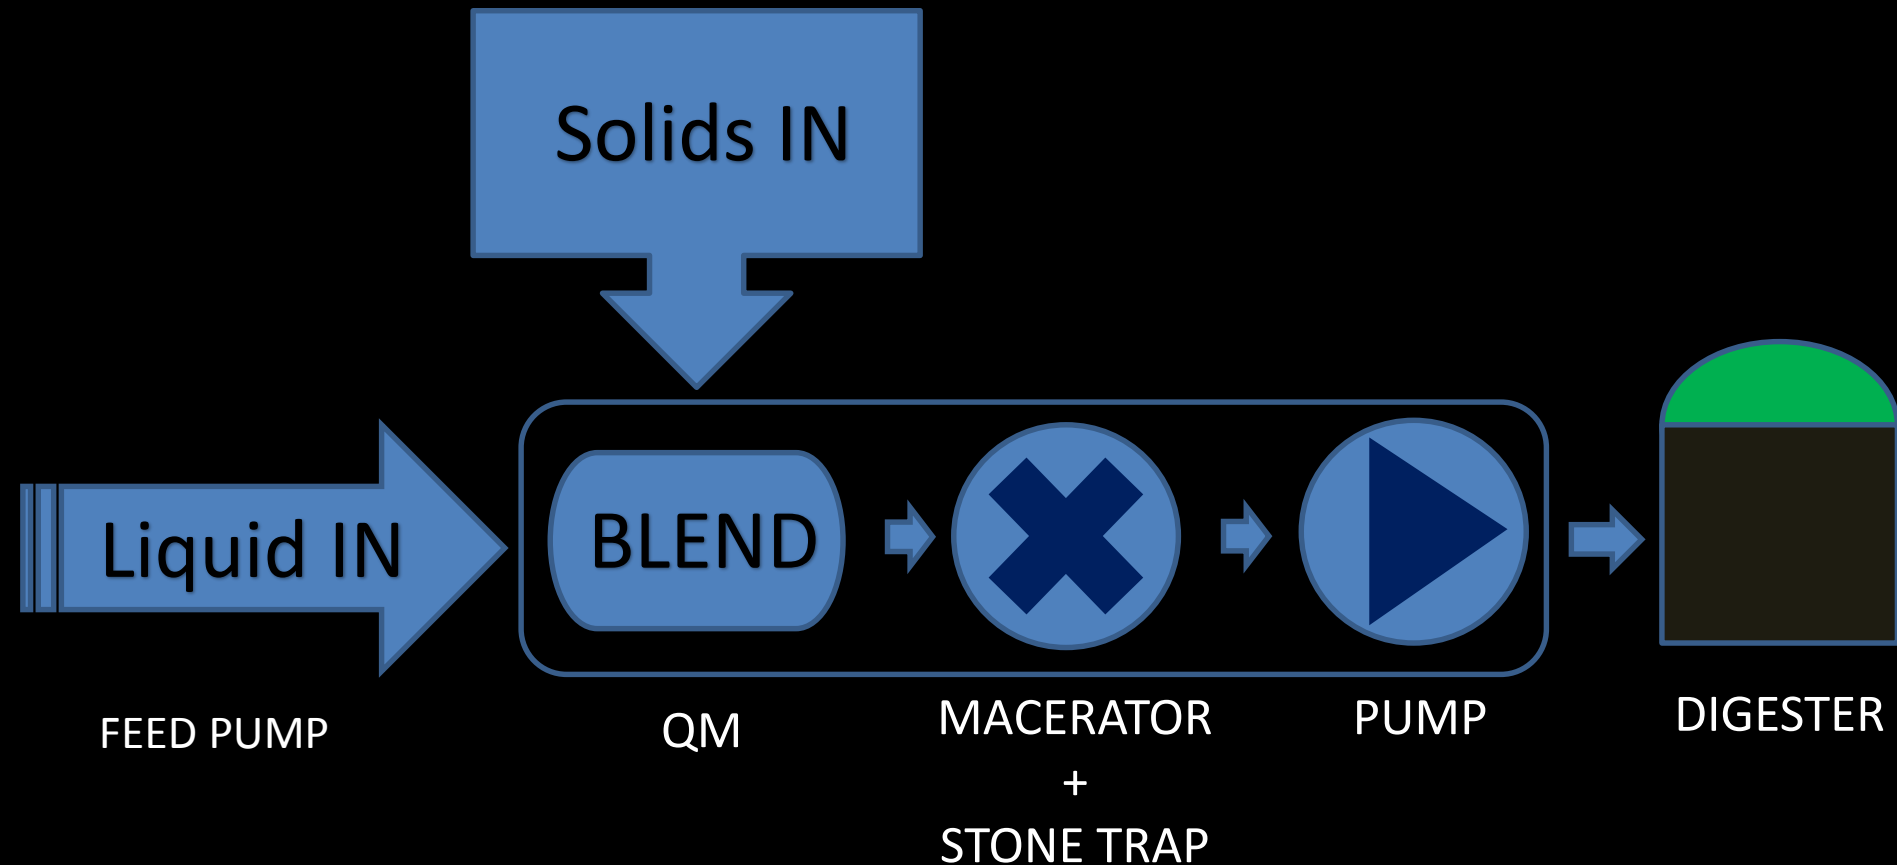 Solids IN
Liquid IN
BLEND
FEED PUMP
QM
MACERATOR
+
STONE TRAP
PUMP
DIGESTER